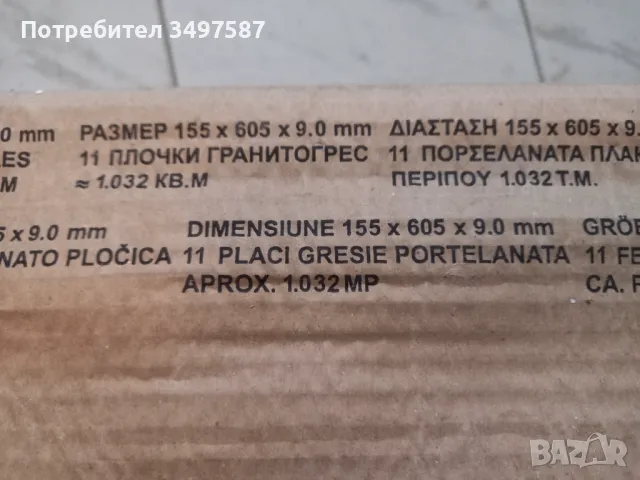 Потребител 3497587
0 mm РАЗМЕР 155 x 605 x 9.0 mm ΔΙΑΣΤΑΣΗ 155 x 605 x 9.
LES 11 ПЛОЧКИ ГРАНИТОГРЕС 11 ΠΟΡΣΕΛΑΝΑΤΑ ΠΛΑΚ
M ≈ 1.032 КВ.М ΠΕΡΙΠΟΥ 1.032 Τ.Μ.
5 x 9.0 mm DIMENSIUNE 155 x 605 x 9.0 mm GRÖß
NATO PLOČICA 11 PLACI GRESIE PORTELANATA 11 FE
APROX. 1.032 MP CA. F
BAZAR